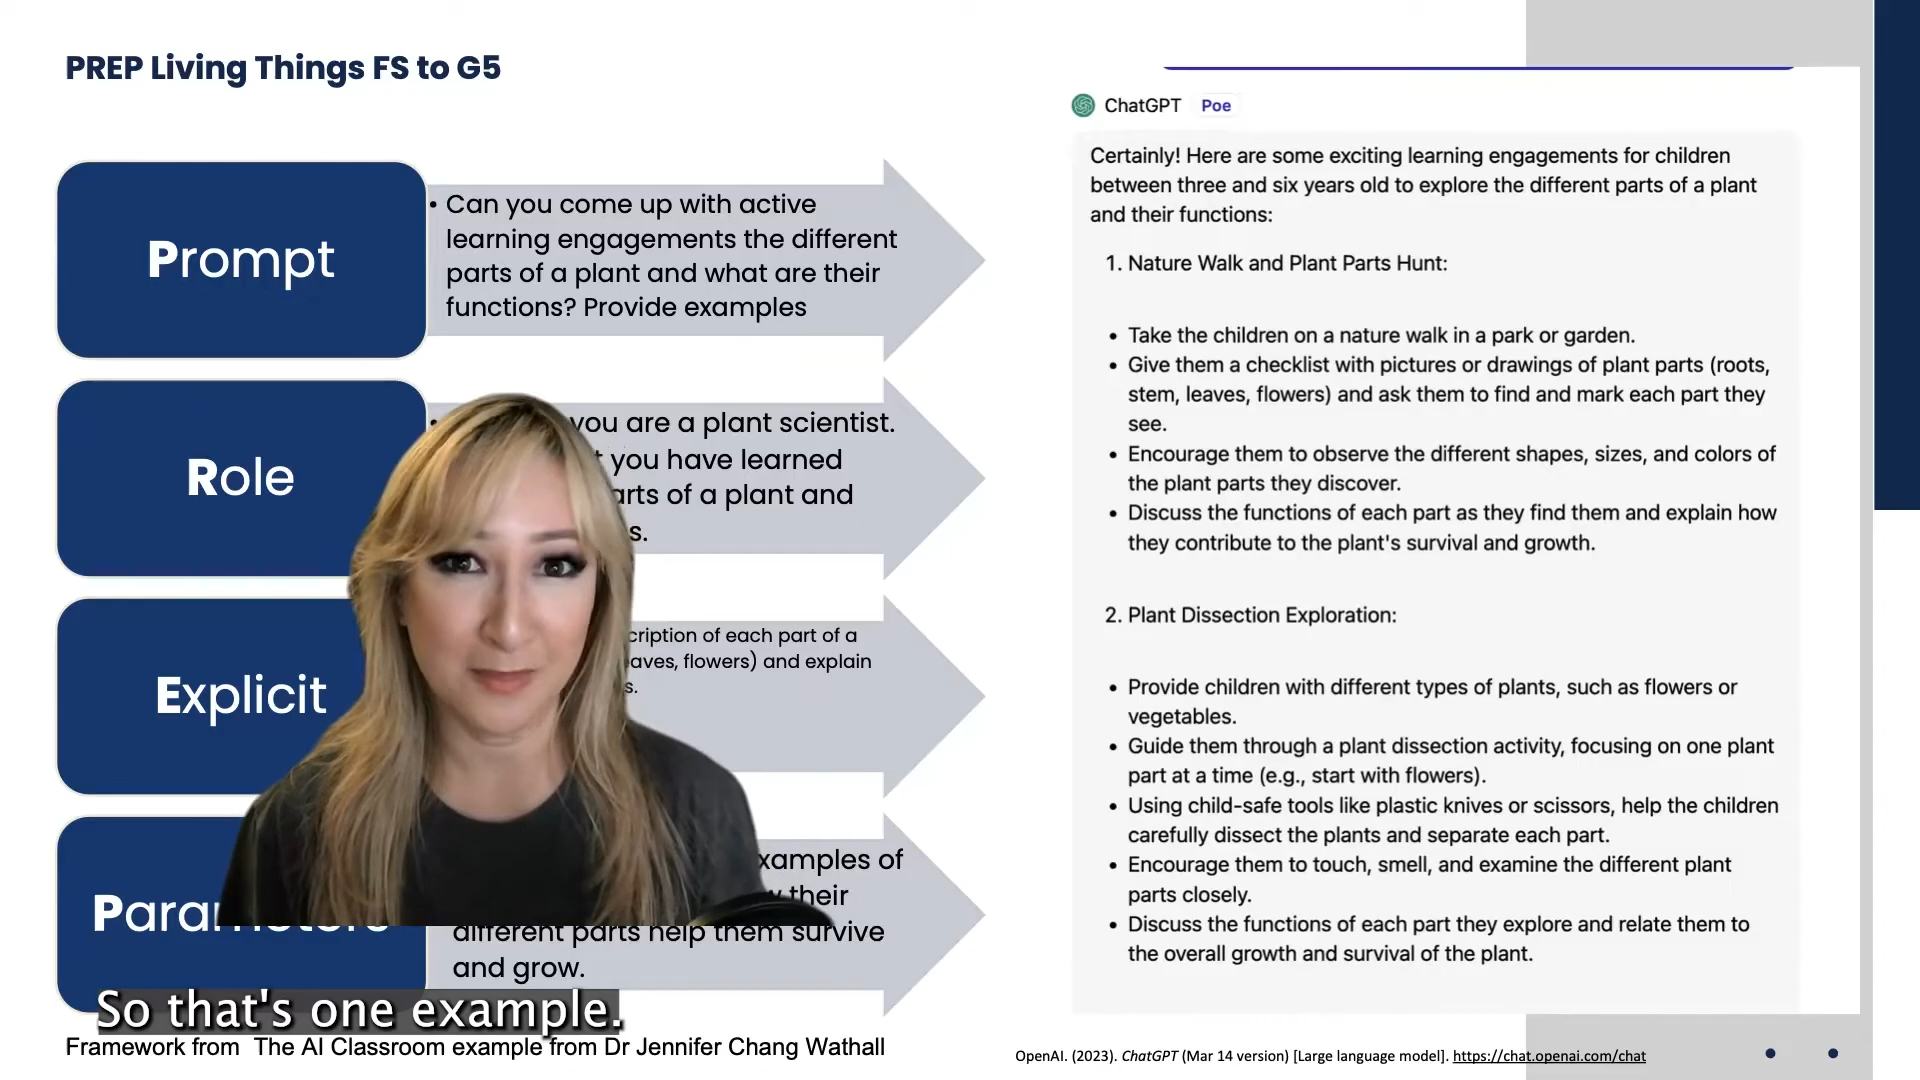 PREP Living Things FS to G5
Prompt
• Can you come up with active
learning engagements the different
parts of a plant and what are their
functions? Provide examples
Role
you are a plant scientist.
you have learned
parts of a plant and
Explicit
of each part of a
flowers) and explain
examples of
their
different parts help them survive
and grow.
So that's one example.
Framework from The AI Classroom example from Dr Jennifer Chang Wathall
ChatGPT Poe
Certainly! Here are some exciting learning engagements for children
between three and six years old to explore the different parts of a plant
and their functions:
1. Nature Walk and Plant Parts Hunt:
• Take the children on a nature walk in a park or garden.
• Give them a checklist with pictures or drawings of plant parts (roots,
stem, leaves, flowers) and ask them to find and mark each part they
see.
• Encourage them to observe the different shapes, sizes, and colors of
the plant parts they discover.
• Discuss the functions of each part as they find them and explain how
they contribute to the plant's survival and growth.
2. Plant Dissection Exploration:
• Provide children with different types of plants, such as flowers or
vegetables.
• Guide them through a plant dissection activity, focusing on one plant
part at a time (e.g., start with flowers).
• Using child-safe tools like plastic knives or scissors, help the children
carefully dissect the plants and separate each part.
• Encourage them to touch, smell, and examine the different plant
parts closely.
• Discuss the functions of each part they explore and relate them to
the overall growth and survival of the plant.
OpenAI. (2023). ChatGPT (Mar 14 version) [Large language model]. https://chat.openai.com/chat